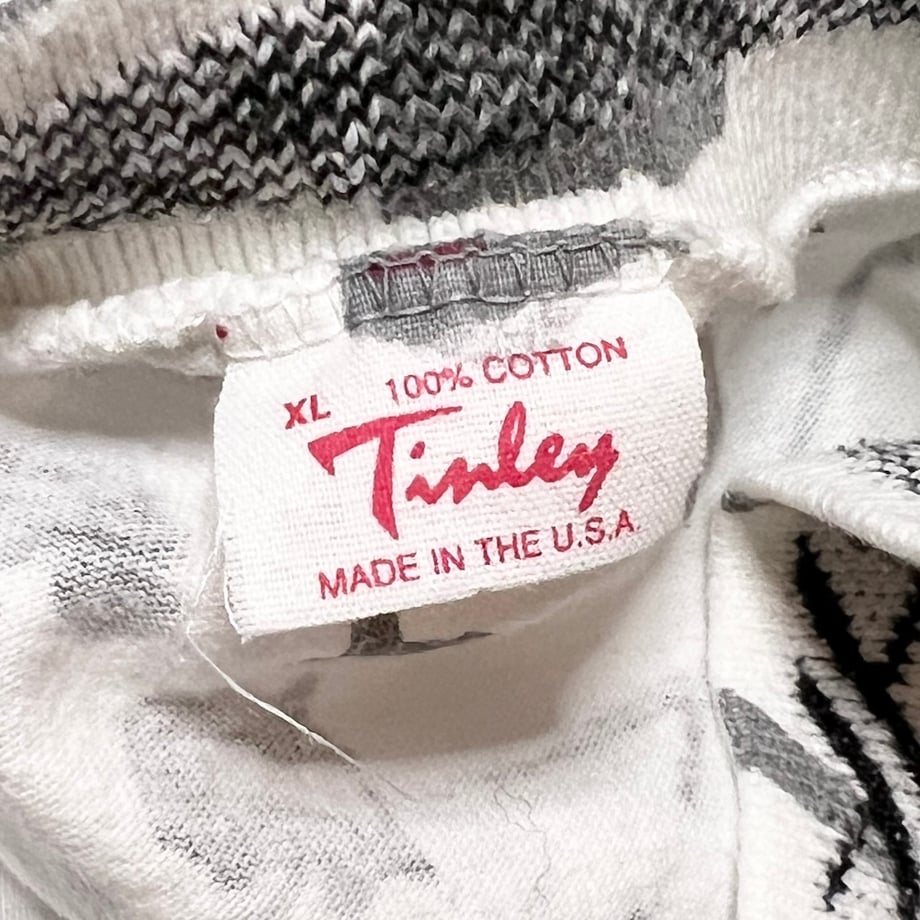 XL 100% COTTON
Tinley
MADE IN THE U.S.A.